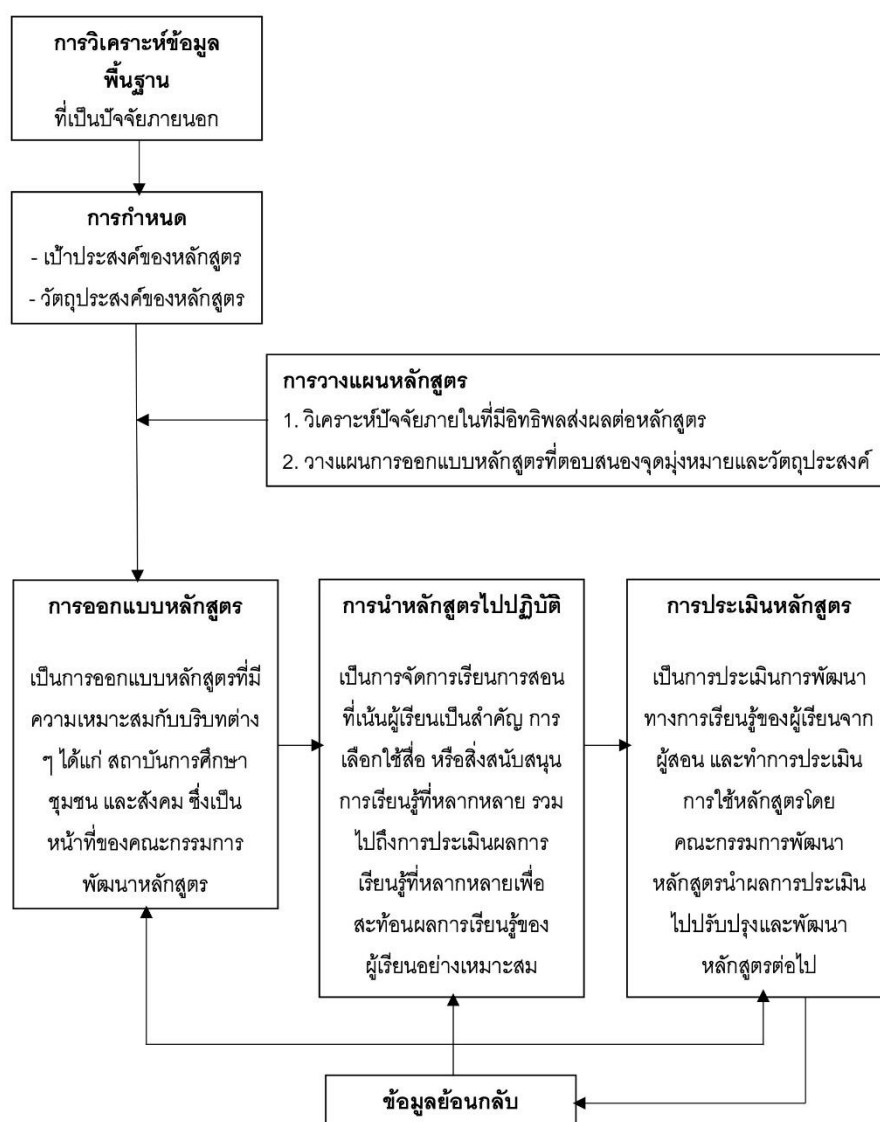 การวิเคราะห์ข้อมูล
พื้นฐาน
ที่เป็นปัจจัยภายนอก
การกำหนด
- เป้าประสงค์ของหลักสูตร
- วัตถุประสงค์ของหลักสูตร
การวางแผนหลักสูตร
1. วิเคราะห์ปัจจัยภายในที่มีอิทธิพลส่งผลต่อหลักสูตร
2. วางแผนการออกแบบหลักสูตรที่ตอบสนองจุดมุ่งหมายและวัตถุประสงค์
การออกแบบหลักสูตร
เป็นการออกแบบหลักสูตรที่มี
ความเหมาะสมกับบริบทต่าง
ๆ ได้แก่ สถาบันการศึกษา
ชุมชน และสังคม ซึ่งเป็น
หน้าที่ของคณะกรรมการ
พัฒนาหลักสูตร
การนำหลักสูตรไปปฏิบัติ
เป็นการจัดการเรียนการสอน
ที่เน้นผู้เรียนเป็นสำคัญ การ
เลือกใช้สื่อ หรือสิ่งสนับสนุน
การเรียนรู้ที่หลากหลาย รวม
ไปถึงการประเมินผลการ
เรียนรู้ที่หลากหลายเพื่อ
สะท้อนผลการเรียนรู้ของ
ผู้เรียนอย่างเหมาะสม
การประเมินหลักสูตร
เป็นการประเมินการพัฒนา
ทางการเรียนรู้ของผู้เรียนจาก
ผู้สอน และทำการประเมิน
การใช้หลักสูตรโดย
คณะกรรมการพัฒนา
หลักสูตรนำผลการประเมิน
ไปปรับปรุงและพัฒนา
หลักสูตรต่อไป
ข้อมูลย้อนกลับ